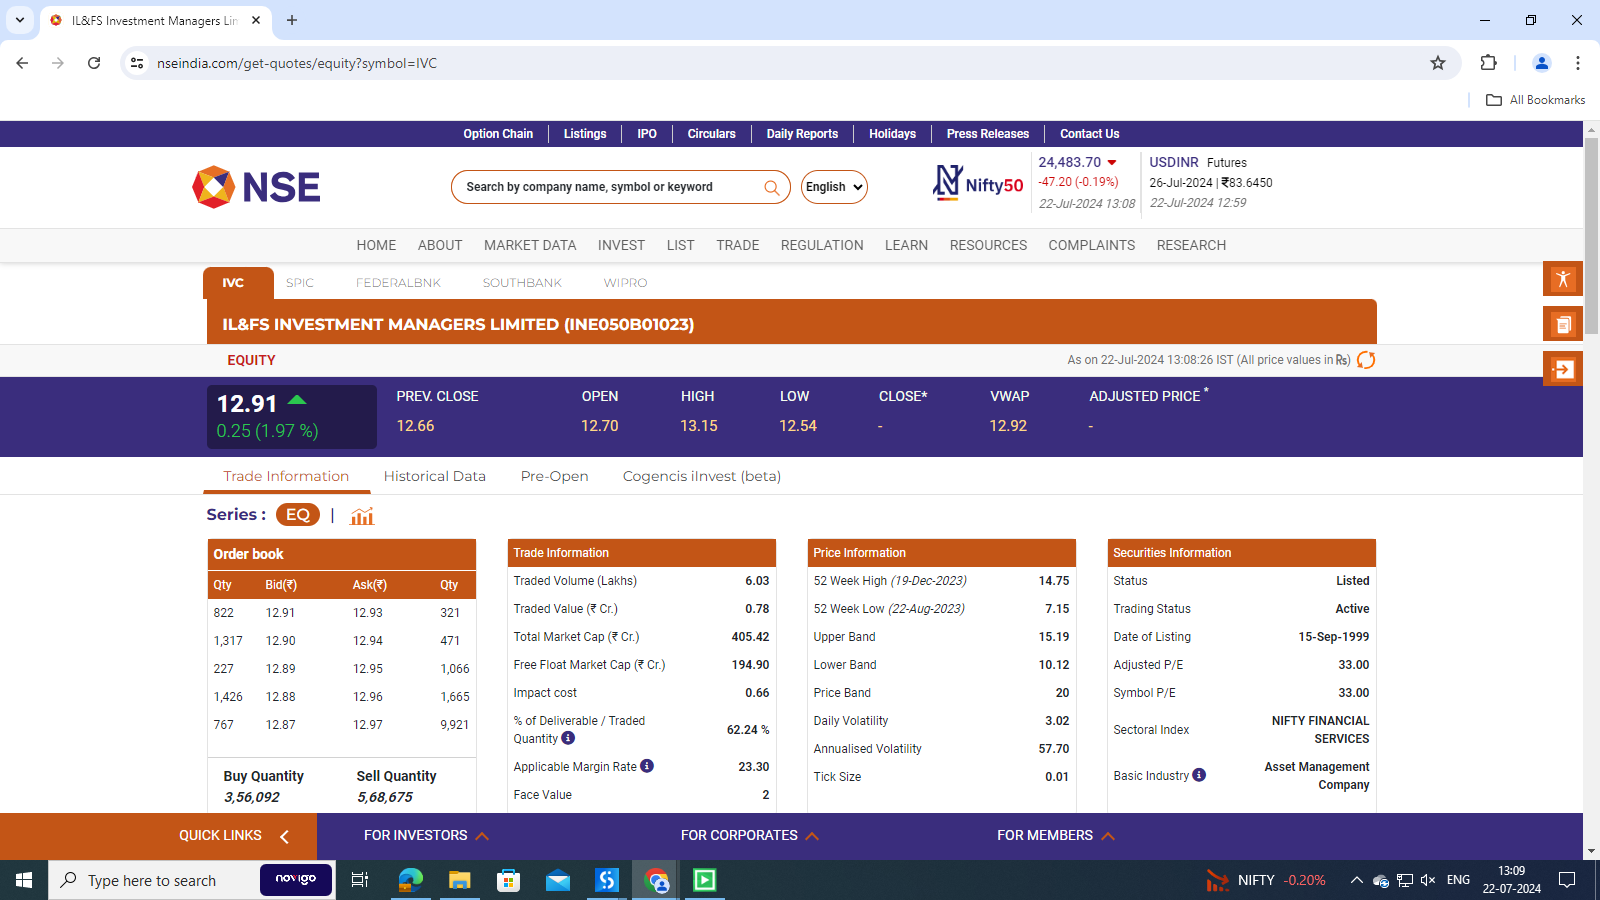 IL&FS Investment Managers Lim
nseindia.com/get-quotes/equity?symbol=IVC
All Bookmarks
Option Chain | Listings | IPO | Circulars | Daily Reports | Holidays | Press Releases | Contact Us
NSE
Search by company name, symbol or keyword
English
Nifty50
24,483.70
-47.20 (-0.19%)
22-Jul-2024 13:08
USDINR Futures
26-Jul-2024 | ₹83.6450
22-Jul-2024 12:59
HOME ABOUT MARKET DATA INVEST LIST TRADE REGULATION LEARN RESOURCES COMPLAINTS RESEARCH
IVC SPIC FEDERALBNK SOUTHBANK WIPRO
IL&FS INVESTMENT MANAGERS LIMITED (INE050B01023)
EQUITY
As on 22-Jul-2024 13:08:26 IST (All price values in ₨)
12.91
0.25 (1.97 %)
PREV. CLOSE OPEN HIGH LOW CLOSE* VWAP ADJUSTED PRICE *
12.66 12.70 13.15 12.54 - 12.92 -
Trade Information Historical Data Pre-Open Cogencis iInvest (beta)
Series : EQ |
Order book
Qty Bid(₹) Ask(₹) Qty
822 12.91 12.93 321
1,317 12.90 12.94 471
227 12.89 12.95 1,066
1,426 12.88 12.96 1,665
767 12.87 12.97 9,921
Buy Quantity Sell Quantity
3,56,092 5,68,675
Trade Information
Traded Volume (Lakhs) 6.03
Traded Value (₹ Cr.) 0.78
Total Market Cap (₹ Cr.) 405.42
Free Float Market Cap (₹ Cr.) 194.90
Impact cost 0.66
% of Deliverable / Traded
Quantity 62.24 %
Applicable Margin Rate 23.30
Face Value 2
Price Information
52 Week High (19-Dec-2023) 14.75
52 Week Low (22-Aug-2023) 7.15
Upper Band 15.19
Lower Band 10.12
Price Band 20
Daily Volatility 3.02
Annualised Volatility 57.70
Tick Size 0.01
Securities Information
Status Listed
Trading Status Active
Date of Listing 15-Sep-1999
Adjusted P/E 33.00
Symbol P/E 33.00
Sectoral Index NIFTY FINANCIAL
SERVICES
Basic Industry Asset Management
Company
QUICK LINKS FOR INVESTORS FOR CORPORATES FOR MEMBERS
Type here to search
novigo
NIFTY -0.20%
ENG
13:09
22-07-2024